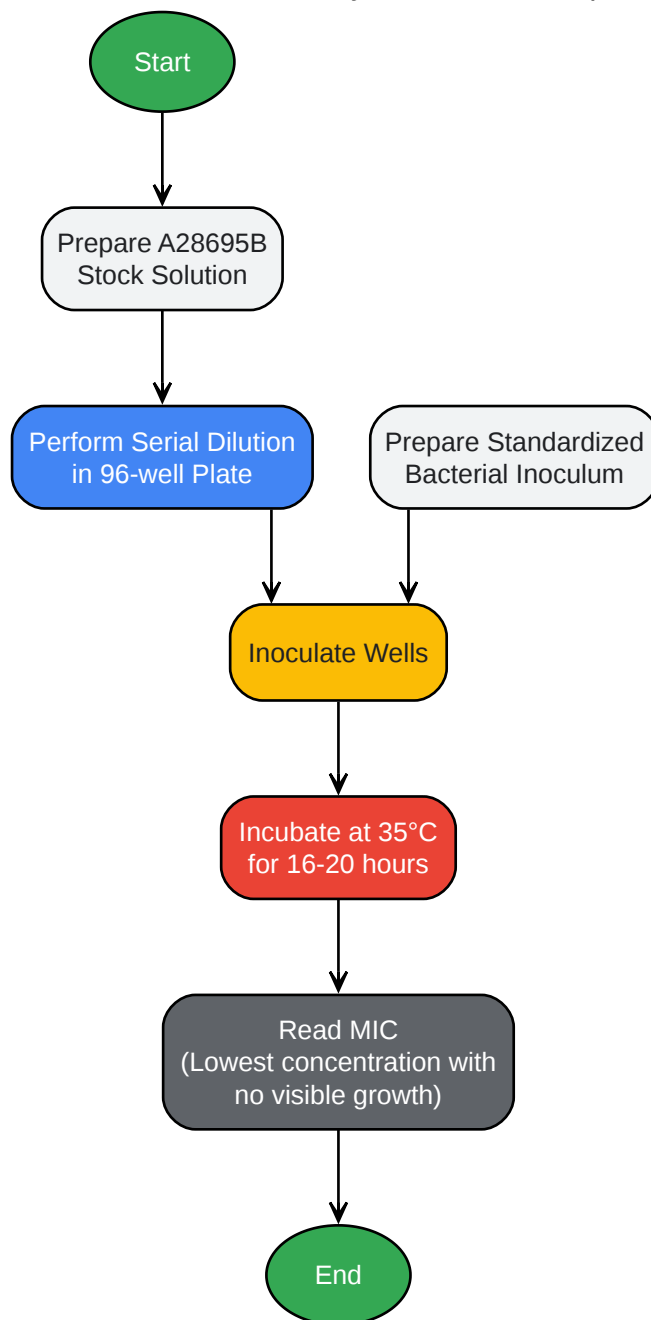 Start
Prepare A28695B
Stock Solution
Perform Serial Dilution
in 96-well Plate
Prepare Standardized
Bacterial Inoculum
Inoculate Wells
Incubate at 35°C
for 16-20 hours
Read MIC
(Lowest concentration with
no visible growth)
End